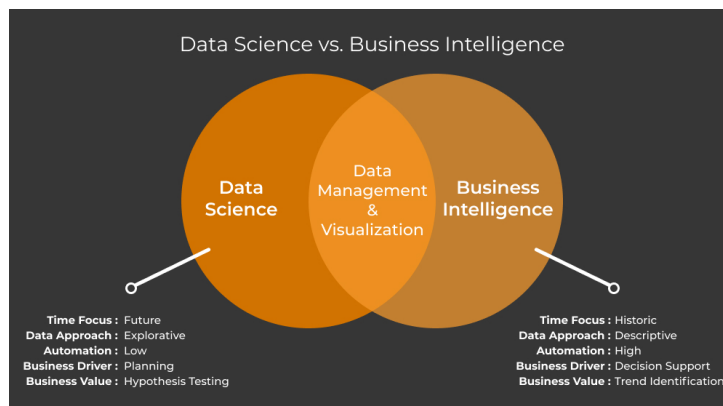 Data Science vs. Business Intelligence
Data
Science
Data
Management
&
Visualization
Business
Intelligence
Time Focus : Future
Data Approach : Explorative
Automation : Low
Business Driver : Planning
Business Value : Hypothesis Testing
Time Focus : Historic
Data Approach : Descriptive
Automation : High
Business Driver : Decision Support
Business Value : Trend Identification